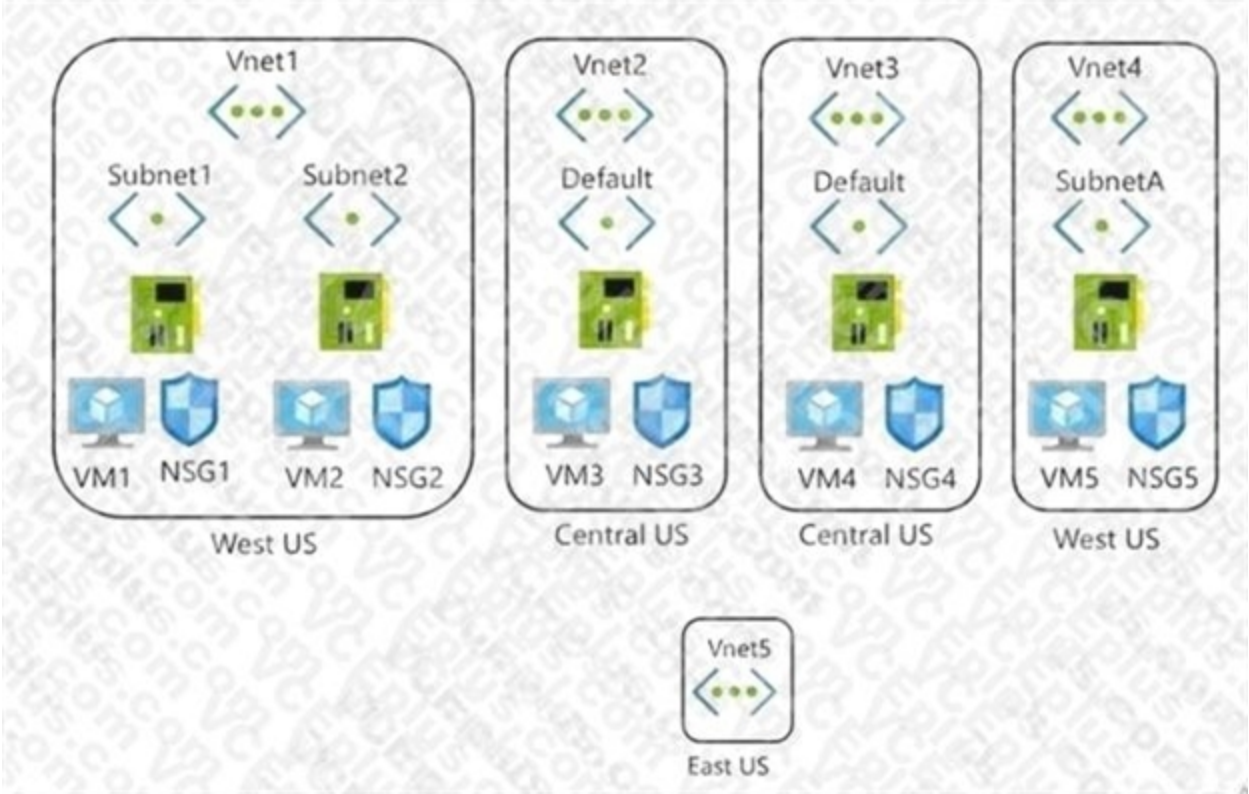 Vnet1
Vnet2
Vnet3
Vnet4
Subnet1
Subnet2
Default
Default
SubnetA
VM1
NSG1
VM2
NSG2
VM3
NSG3
VM4
NSG4
VM5
NSG5
West US
Central US
Central US
West US
Vnet5
East US